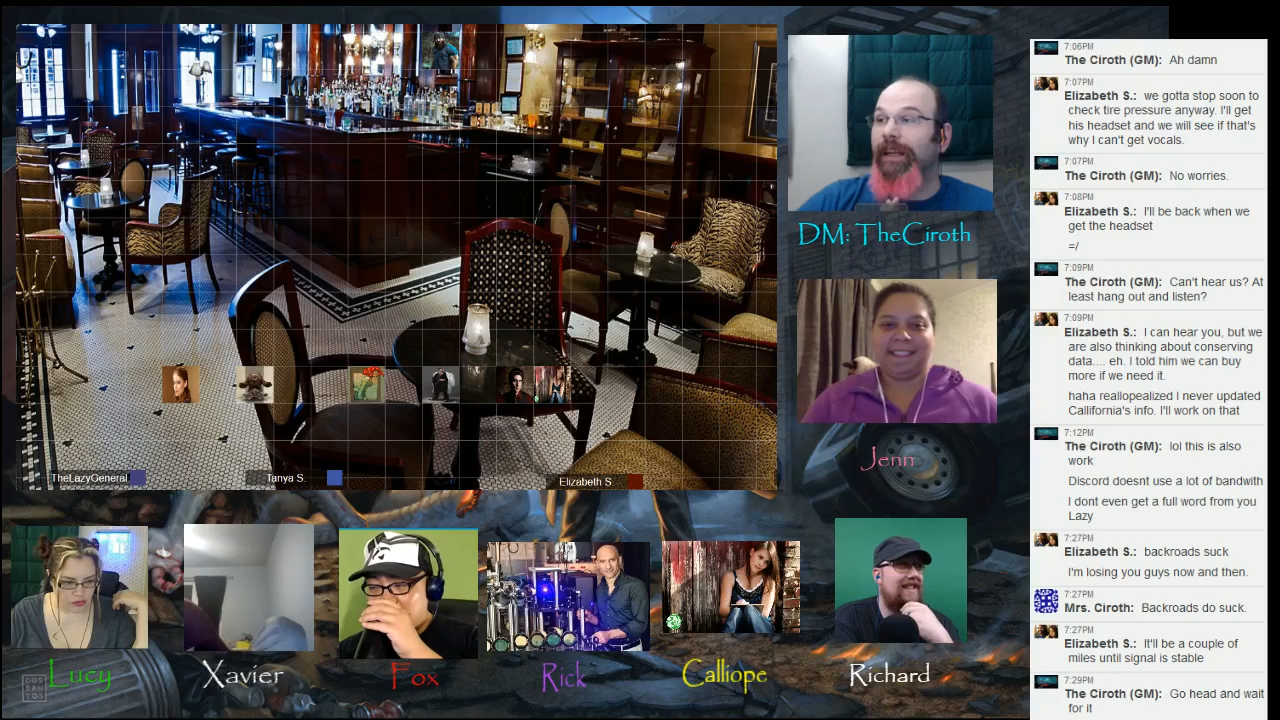 TheLazyGeneral
Tanya S.
Elizabeth S
DM: TheCiroth
Jenn
Lucy
Xavier
Fox
Rick
Calliope
Richard
DOS
SAN
TOS
7:06PM
The Ciroth (GM): Ah damn
7:07PM
Elizabeth S.: we gotta stop soon to
check tire pressure anyway. I'll get
his headset and we will see if that's
why I can't get vocals.
7:07PM
The Ciroth (GM): No worries.
7:08PM
Elizabeth S.: I'll be back when we
get the headset
=/
7:09PM
The Ciroth (GM): Can't hear us? At
least hang out and listen?
7:09PM
Elizabeth S.: I can hear you, but we
are also thinking about conserving
data.... eh. I told him we can buy
more if we need it.
haha reallopealized I never updated
Callifornia's info. I'll work on that
7:12PM
The Ciroth (GM): lol this is also
work
Discord doesnt use a lot of bandwith
I dont even get a full word from you
Lazy
7:27PM
Elizabeth S.: backroads suck
I'm losing you guys now and then.
7:27PM
Mrs. Ciroth: Backroads do suck.
7:27PM
Elizabeth S.: It'll be a couple of
miles until signal is stable
7:29PM
The Ciroth (GM): Go head and wait
for it